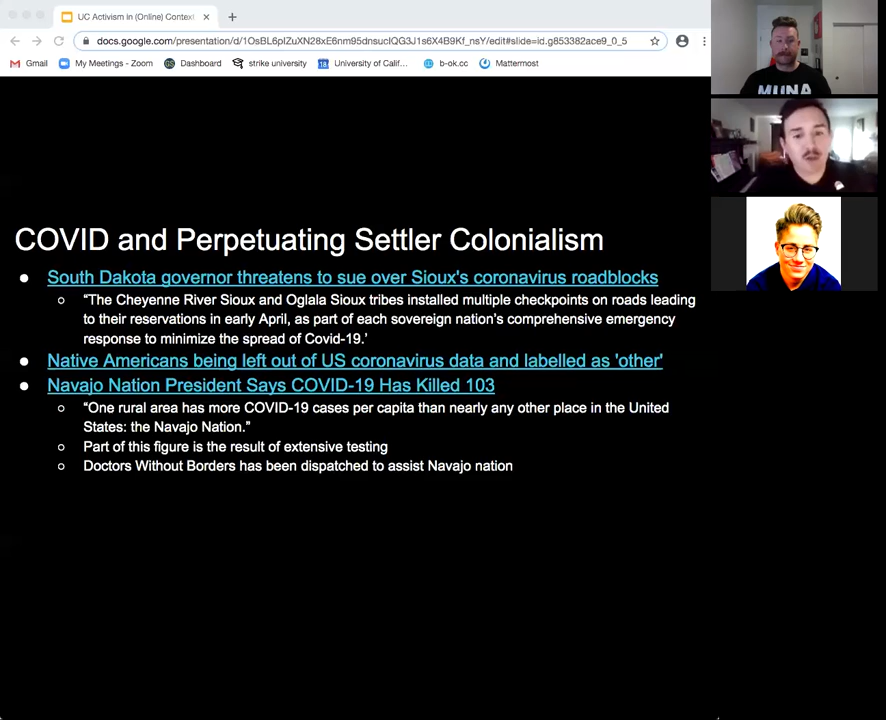 UC Activism In (Online) Context
docs.google.com/presentation/d/1OsBL6pIZuXN28xE6nm95dnsucIQG3J1s6X4B9Kf_nsY/edit#slide=id.g853382ace9_0_5
Gmail My Meetings - Zoom Dashboard strike university University of Calif... b-ok.cc Mattermost
MUNA
COVID and Perpetuating Settler Colonialism
● South Dakota governor threatens to sue over Sioux's coronavirus roadblocks
○ “The Cheyenne River Sioux and Oglala Sioux tribes installed multiple checkpoints on roads leading
to their reservations in early April, as part of each sovereign nation’s comprehensive emergency
response to minimize the spread of Covid-19.’
● Native Americans being left out of US coronavirus data and labelled as 'other'
● Navajo Nation President Says COVID-19 Has Killed 103
○ “One rural area has more COVID-19 cases per capita than nearly any other place in the United
States: the Navajo Nation.”
○ Part of this figure is the result of extensive testing
○ Doctors Without Borders has been dispatched to assist Navajo nation